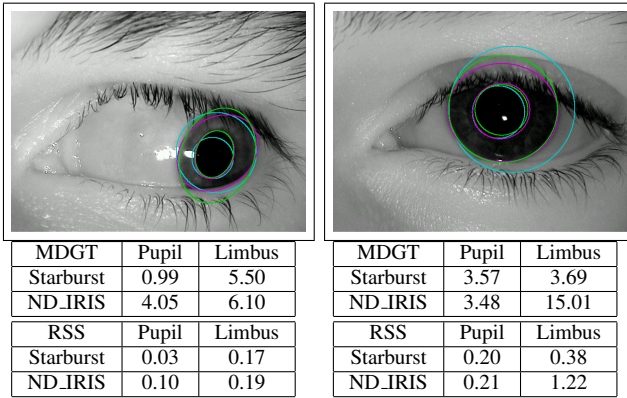 MDGT Pupil Limbus
Starburst 0.99 5.50
ND_IRIS 4.05 6.10
RSS Pupil Limbus
Starburst 0.03 0.17
ND_IRIS 0.10 0.19
MDGT Pupil Limbus
Starburst 3.57 3.69
ND_IRIS 3.48 15.01
RSS Pupil Limbus
Starburst 0.20 0.38
ND_IRIS 0.21 1.22